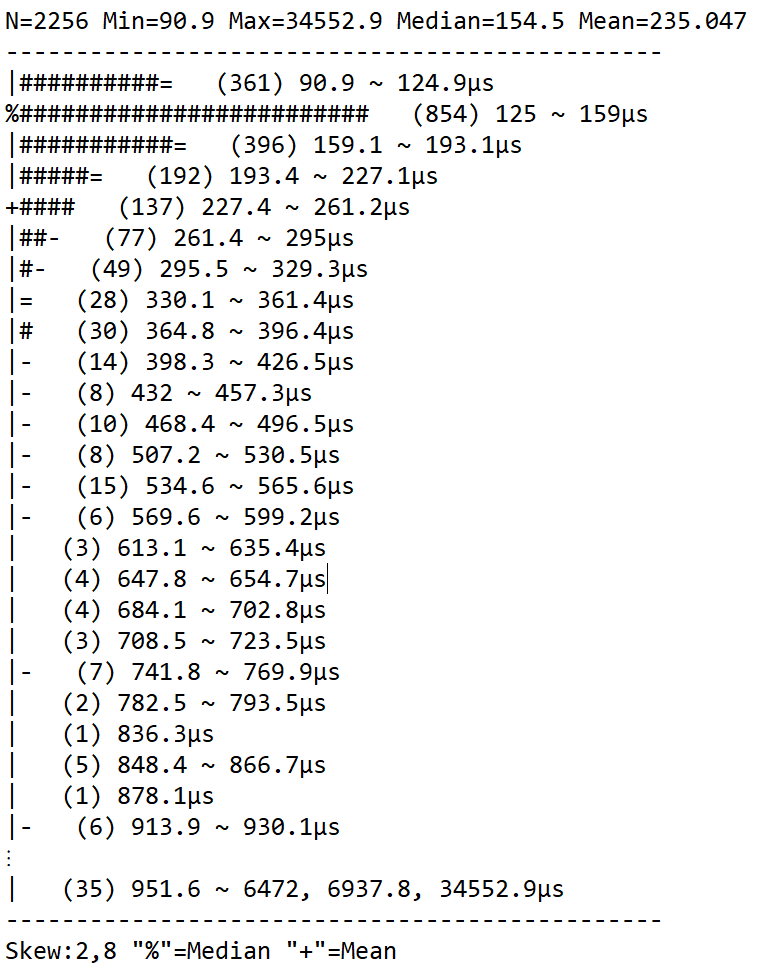 N=2256 Min=90.9 Max=34552.9 Median=154.5 Mean=235.047
-----------------------------------------------
|##########=   (361) 90.9 ~ 124.9µs
%#########################   (854) 125 ~ 159µs
|###########=   (396) 159.1 ~ 193.1µs
|#####=   (192) 193.4 ~ 227.1µs
+####   (137) 227.4 ~ 261.2µs
|##-   (77) 261.4 ~ 295µs
|#-   (49) 295.5 ~ 329.3µs
|=   (28) 330.1 ~ 361.4µs
|#   (30) 364.8 ~ 396.4µs
|-   (14) 398.3 ~ 426.5µs
|-   (8) 432 ~ 457.3µs
|-   (10) 468.4 ~ 496.5µs
|-   (8) 507.2 ~ 530.5µs
|-   (15) 534.6 ~ 565.6µs
|-   (6) 569.6 ~ 599.2µs
|   (3) 613.1 ~ 635.4µs
|   (4) 647.8 ~ 654.7µs
|   (4) 684.1 ~ 702.8µs
|   (3) 708.5 ~ 723.5µs
|-   (7) 741.8 ~ 769.9µs
|   (2) 782.5 ~ 793.5µs
|   (1) 836.3µs
|   (5) 848.4 ~ 866.7µs
|   (1) 878.1µs
|-   (6) 913.9 ~ 930.1µs
⋮
|   (35) 951.6 ~ 6472, 6937.8, 34552.9µs
-----------------------------------------------
Skew:2,8 "%"=Median "+"=Mean